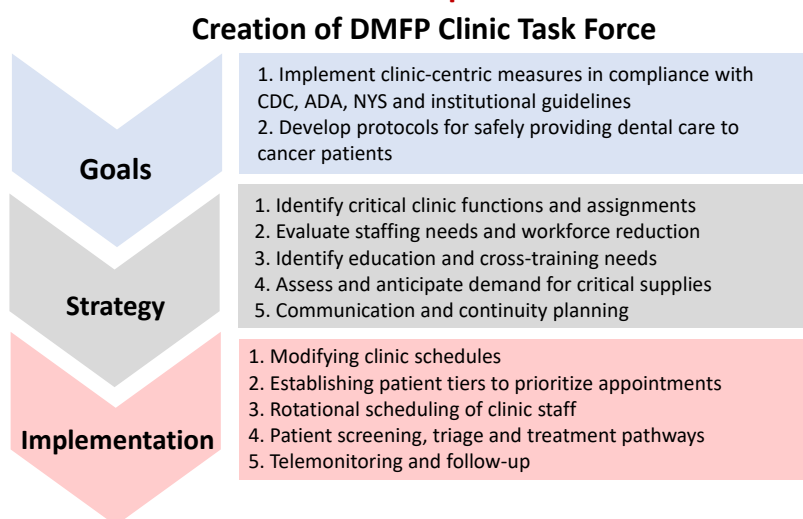 Creation of DMFP Clinic Task Force
Goals
1. Implement clinic-centric measures in compliance with
CDC, ADA, NYS and institutional guidelines
2. Develop protocols for safely providing dental care to
cancer patients
Strategy
1. Identify critical clinic functions and assignments
2. Evaluate staffing needs and workforce reduction
3. Identify education and cross-training needs
4. Assess and anticipate demand for critical supplies
5. Communication and continuity planning
Implementation
1. Modifying clinic schedules
2. Establishing patient tiers to prioritize appointments
3. Rotational scheduling of clinic staff
4. Patient screening, triage and treatment pathways
5. Telemonitoring and follow-up